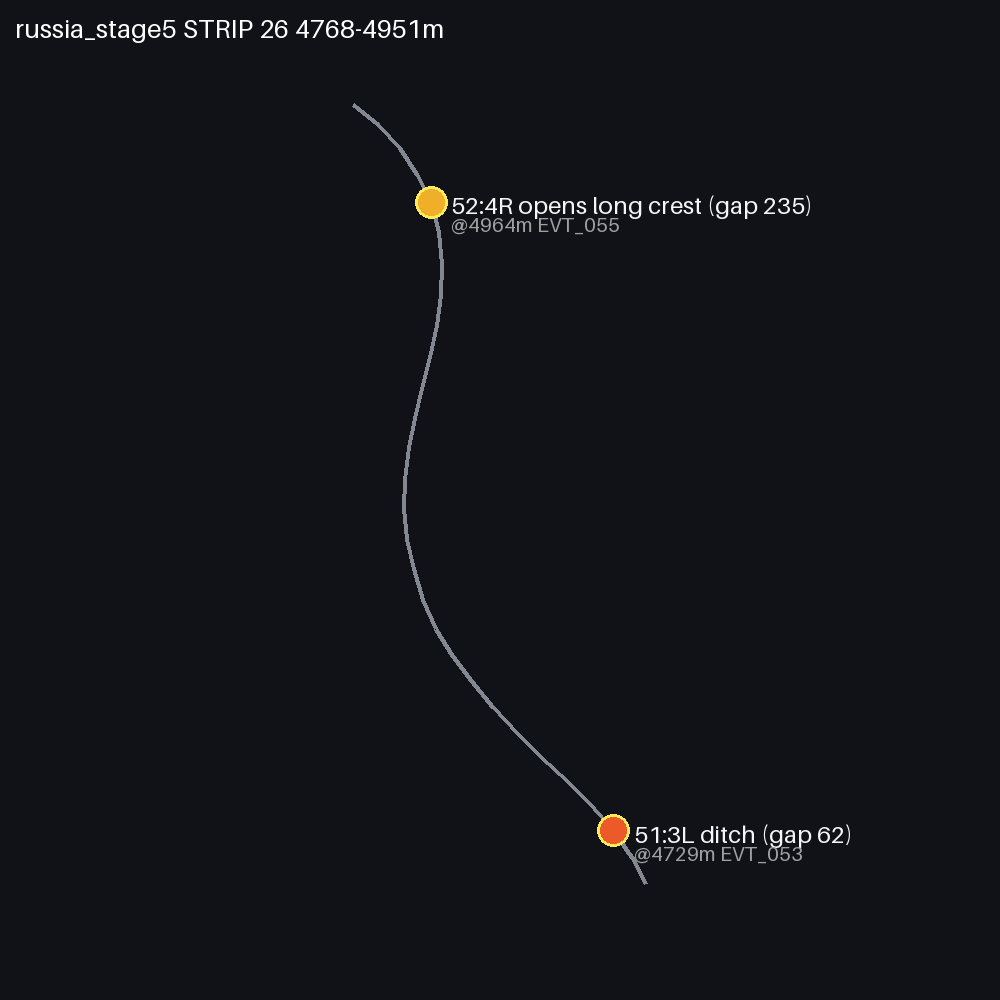 russia_stage5 STRIP 26 4768-4951m
52:4R opens long crest (gap 235)
@4964m EVT_055
51:3L ditch (gap 62)
@4729m EVT_053